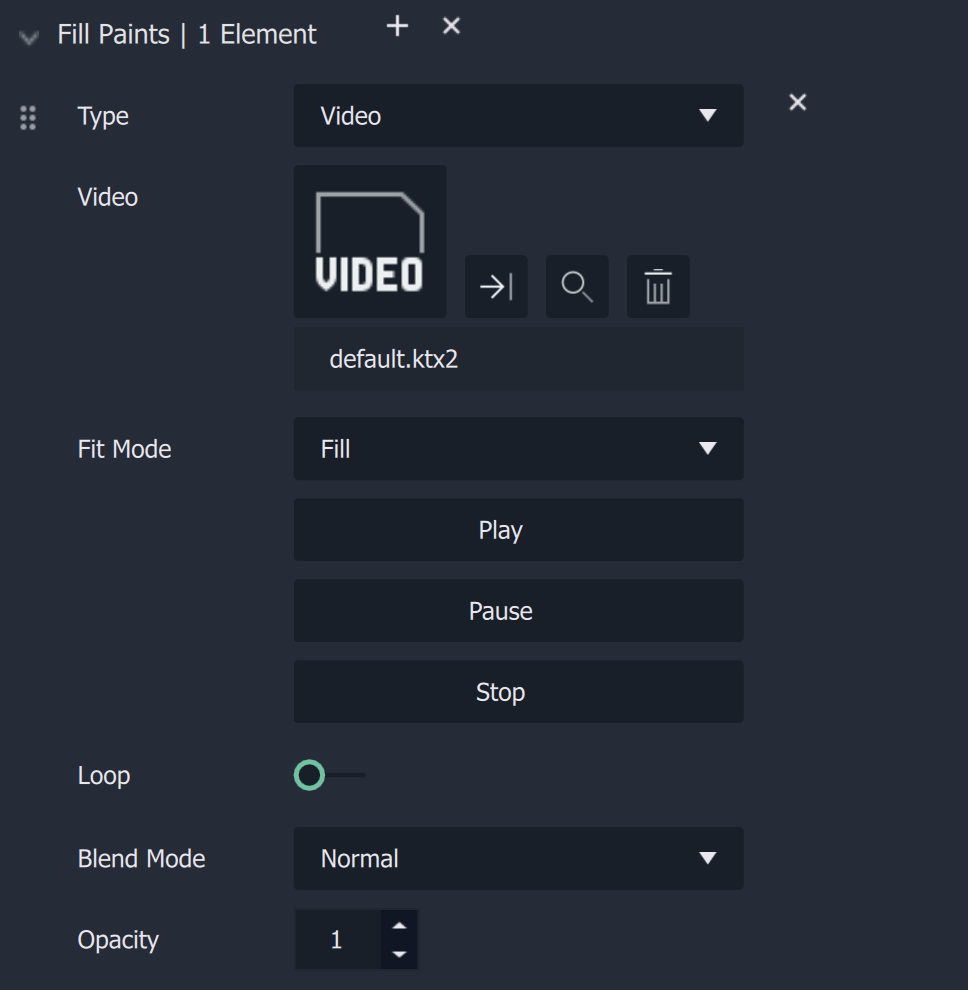 Fill Paints | 1 Element
Type
Video
Video
VIDEO
default.ktx2
Fit Mode
Fill
Play
Pause
Stop
Loop
Blend Mode
Normal
Opacity
1